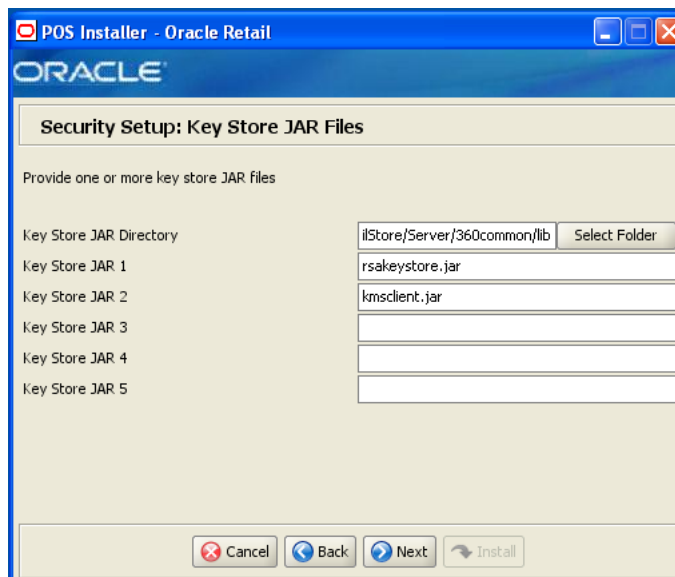 POS Installer - Oracle Retail
ORACLE
Security Setup: Key Store JAR Files
Provide one or more key store JAR files
Key Store JAR Directory ilStore/Server/360common/lib Select Folder
Key Store JAR 1 rsakeystore.jar
Key Store JAR 2 kmsclient.jar
Key Store JAR 3
Key Store JAR 4
Key Store JAR 5
Cancel Back Next Install